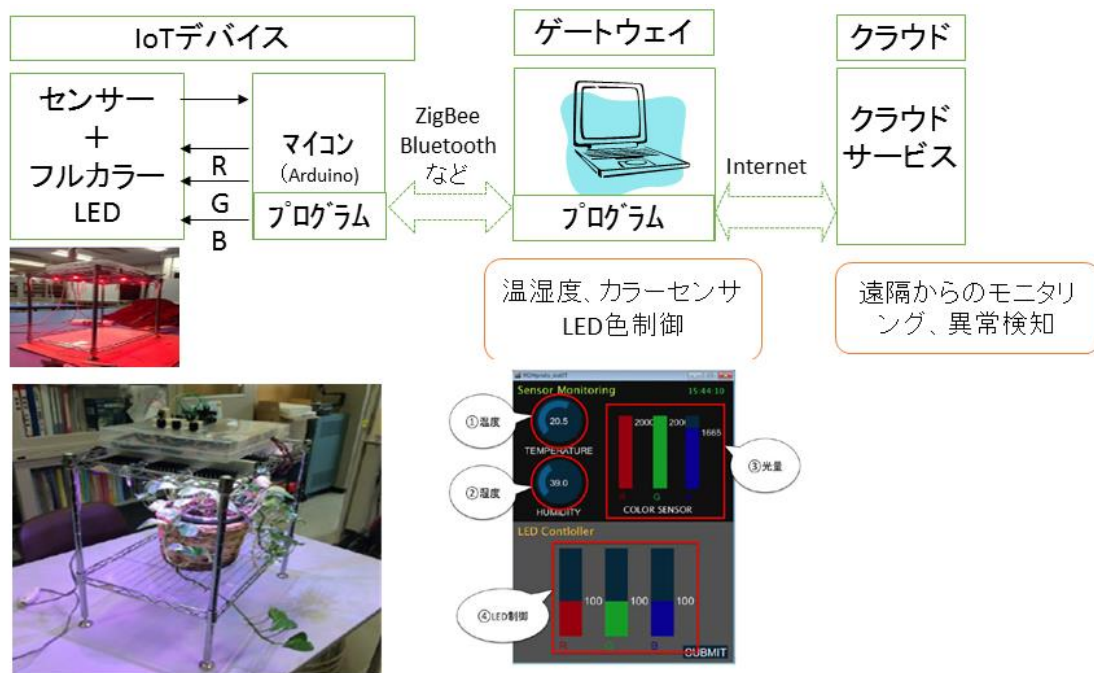 IoTデバイス
ゲートウェイ
クラウド
センサー
＋
フルカラー
LED
R
G
B
マイコン
(Arduino)
プログラム
ZigBee
Bluetooth
など
プログラム
Internet
クラウド
サービス
温湿度、カラーセンサ
LED色制御
遠隔からのモニタリ
ング、異常検知
Sensor Monitoring
15:44:10
①温度
20.5
TEMPERATURE
②湿度
39.0
HUMIDITY
2000
200
1665
R
G
COLOR SENSOR
③光量
LED Contloller
④LED制御
100
100
100
R
G
B
SUBMIT